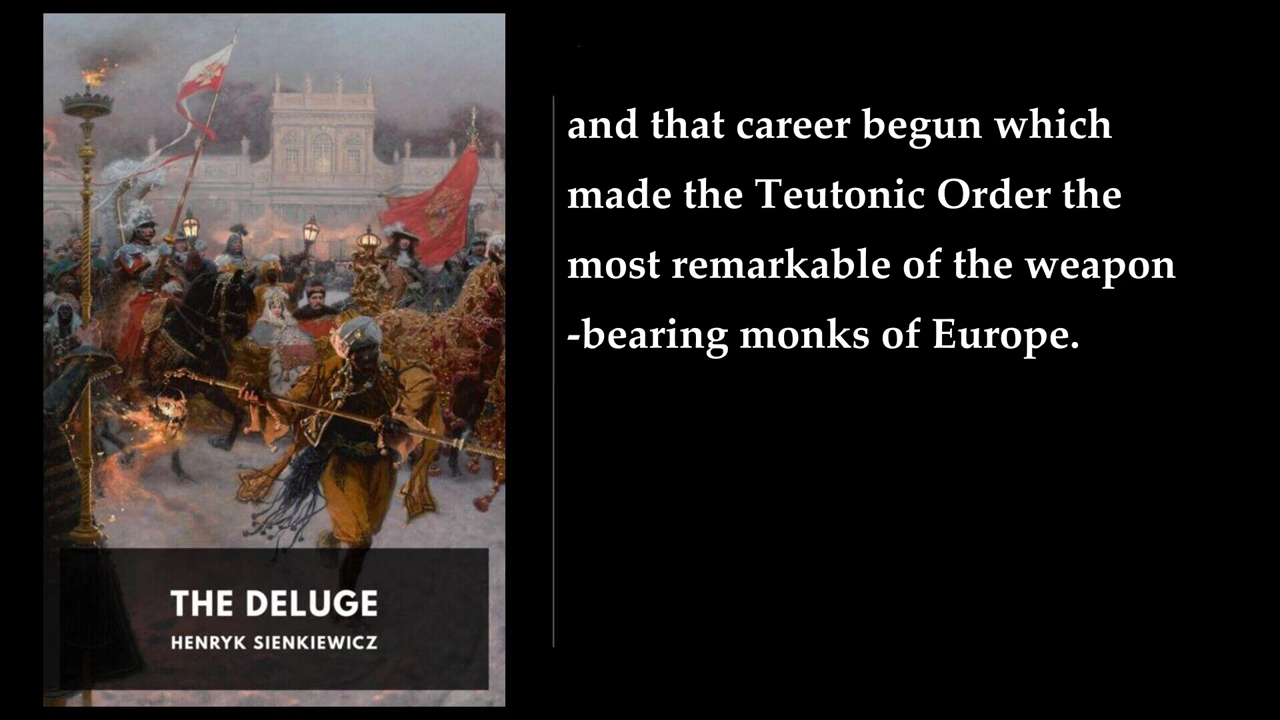 THE DELUGE
HENRYK SIENKIEWICZ
and that career begun which
made the Teutonic Order the
most remarkable of the weapon
-bearing monks of Europe.